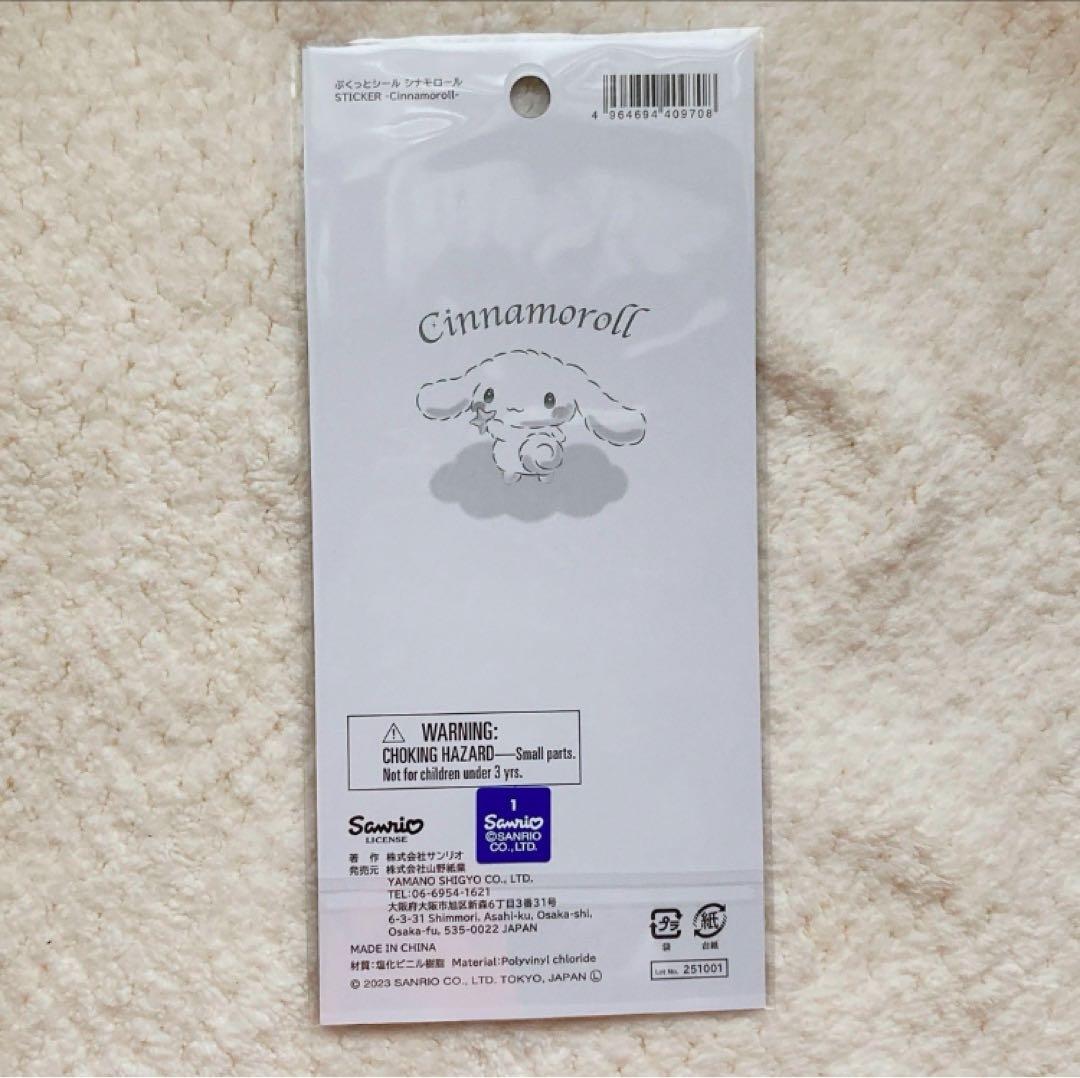 ぷくっとシール シナモロール
STICKER -Cinnamoroll-
4 964694 409708
Cinnamoroll
WARNING:
CHOKING HAZARD—Small parts.
Not for children under 3 yrs.
Sanrio
LICENSE
1
Sanrio
©SANRIO
CO.,LTD.
著 作 株式会社サンリオ
発売元 株式会社山野紙業
YAMANO SHIGYO CO., LTD.
TEL:06-6954-1621
大阪府大阪市旭区新森6丁目3番31号
6-3-31 Shinmori, Asahi-ku, Osaka-shi,
Osaka-fu, 535-0022 JAPAN
MADE IN CHINA
材質:塩化ビニル樹脂 Material:Polyvinyl chloride
© 2023 SANRIO CO., LTD. TOKYO, JAPAN Ⓛ
プラ
袋
紙
台紙
Lot No. 251001